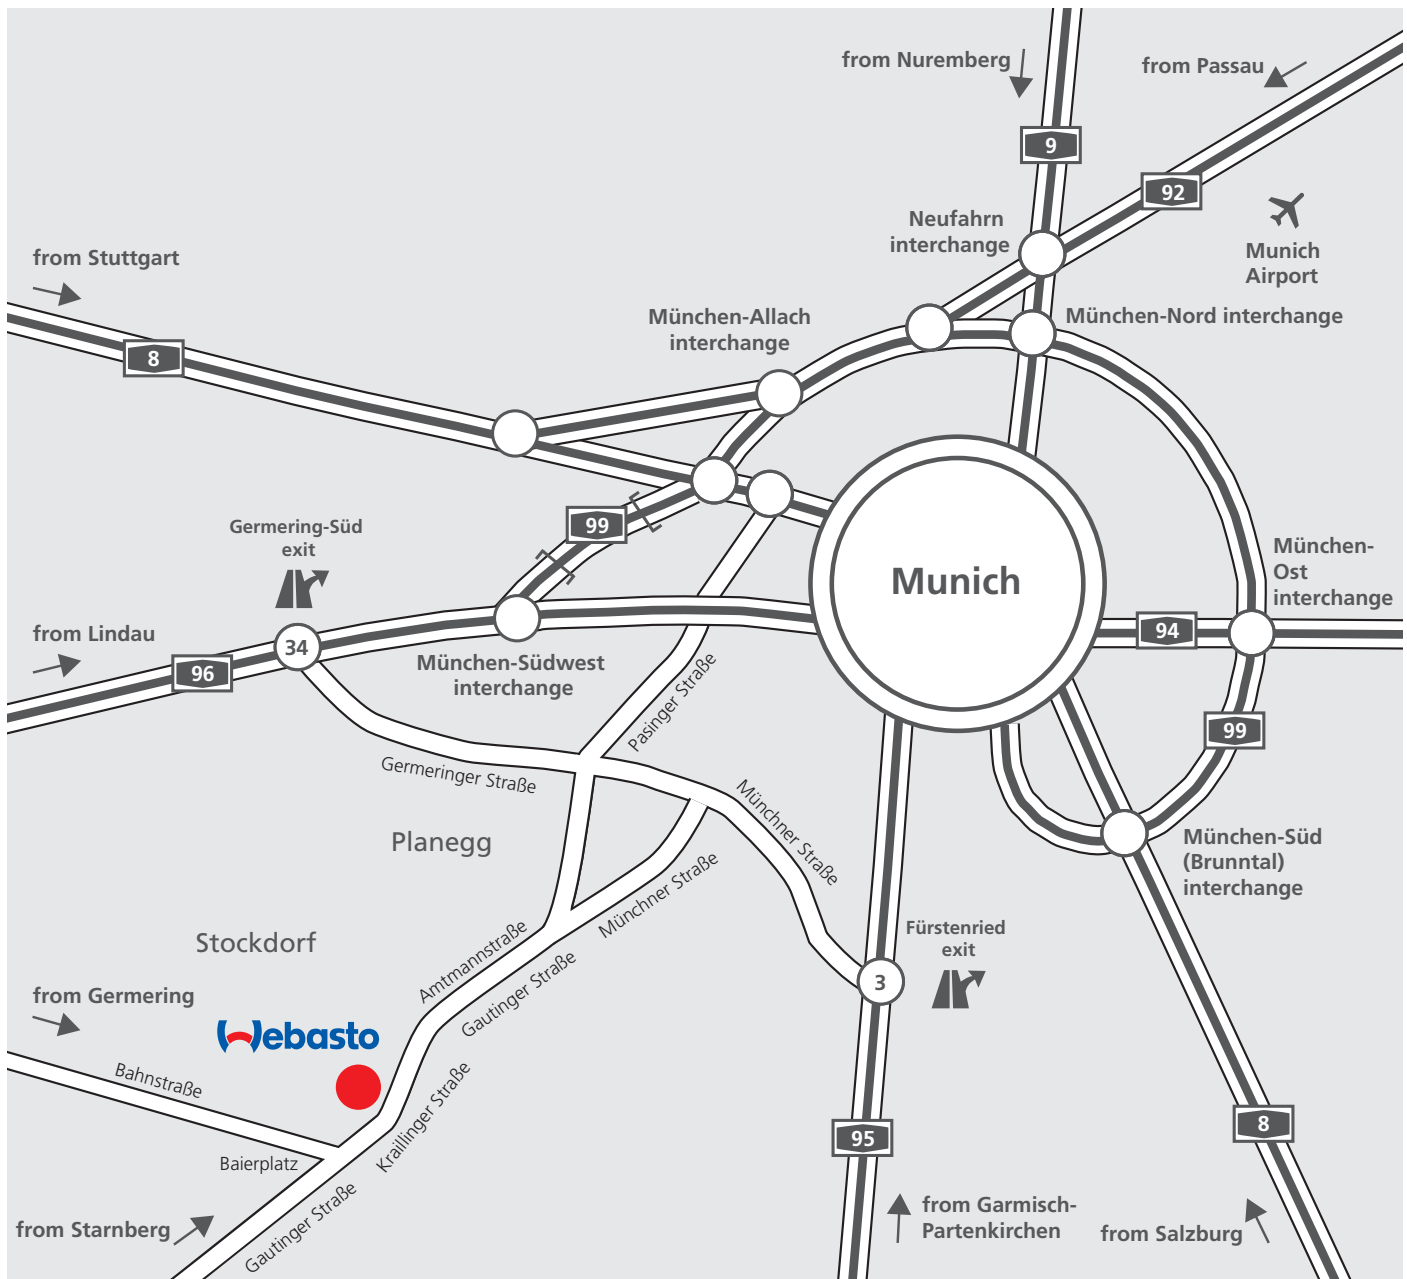 from Nuremberg
from Passau
9
92
Neufahrn
interchange
Munich
Airport
from Stuttgart
8
München-Allach
interchange
München-Nord interchange
Germering-Süd
exit
99
München-
Ost
interchange
Munich
94
from Lindau
34
96
München-Südwest
interchange
Pasinger Straße
99
Germeringer Straße
Münchner Straße
Planegg
München-Süd
(Brunntal)
interchange
Münchner Straße
Fürstenried
exit
3
Stockdorf
Amtmannstraße
Gautinger Straße
from Germering
Webasto
Bahnstraße
Kraillinger Straße
Baierplatz
95
8
Gautinger Straße
from Starnberg
from Garmisch-
Partenkirchen
from Salzburg